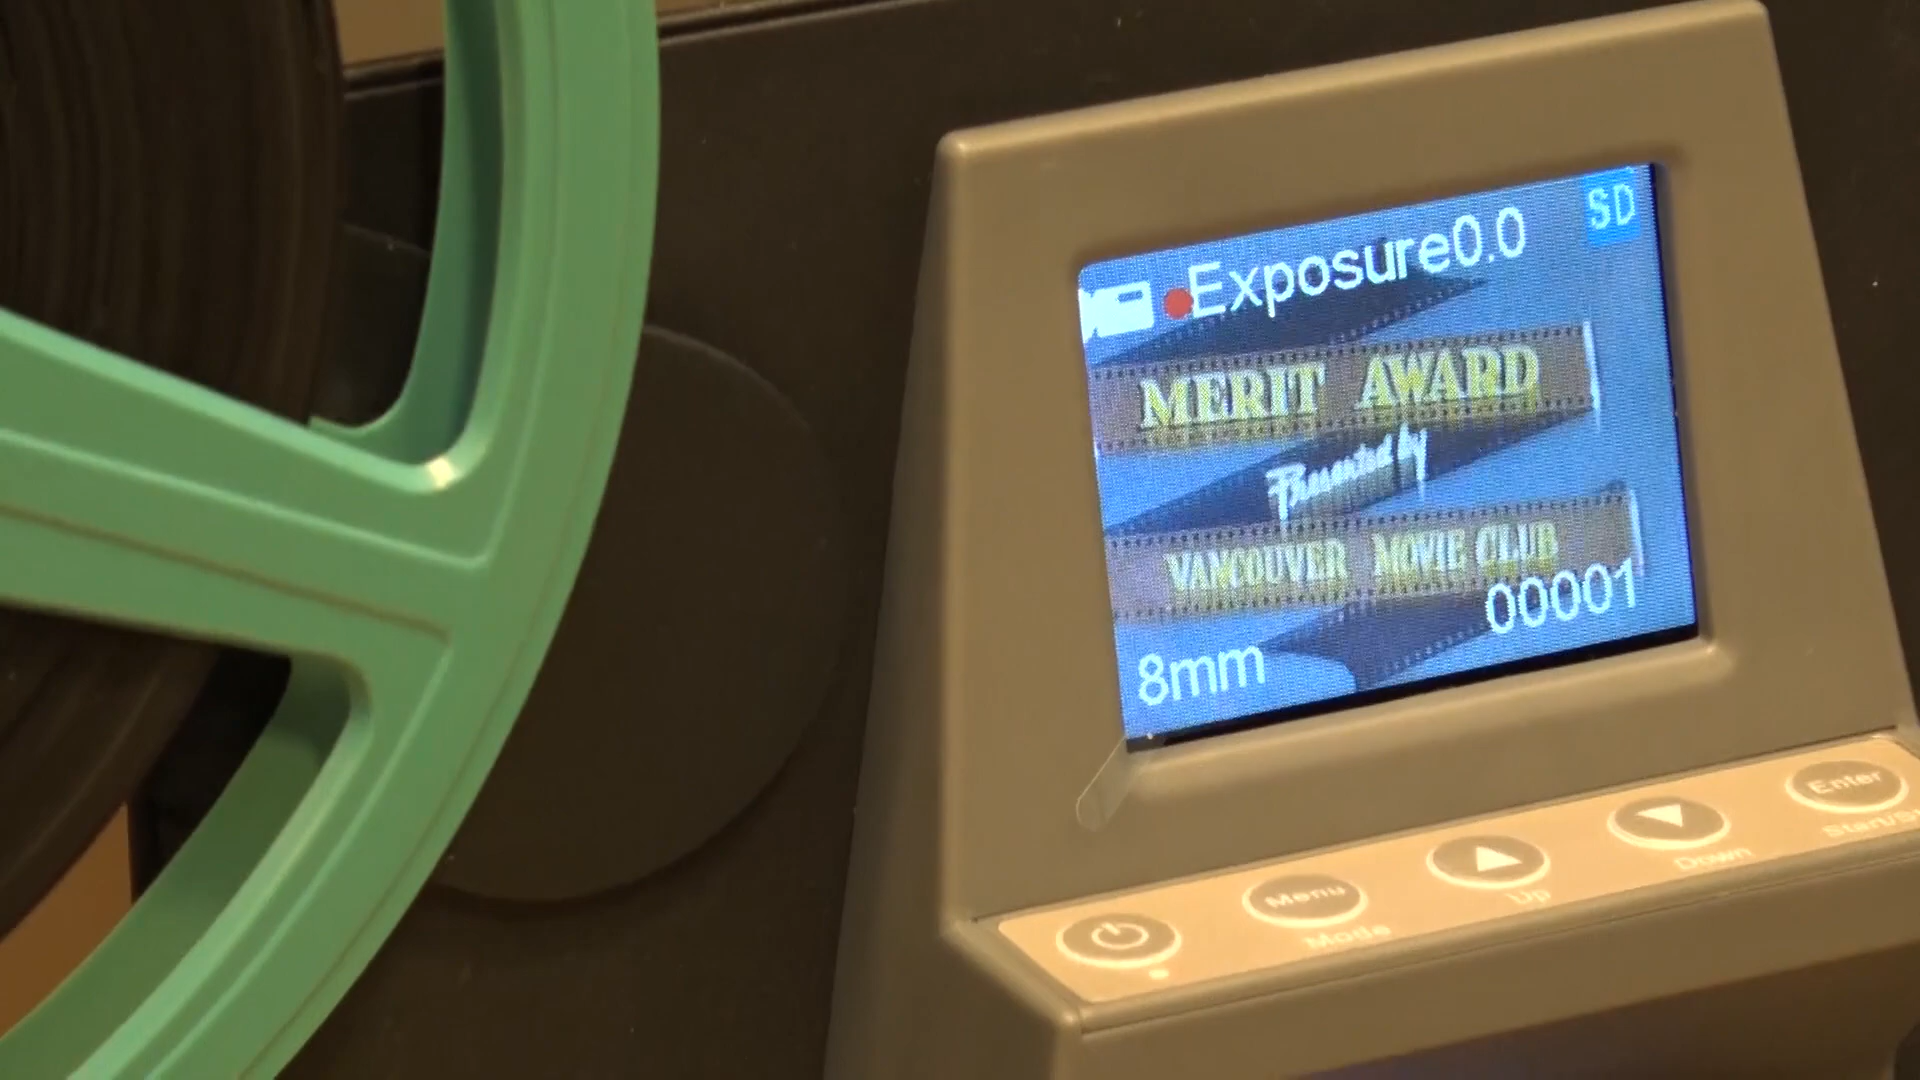 Exposure0.0
SD
MERIT AWARD
Presented by
VANCOUVER MOVIE CLUB
00001
8mm
Enter
Menu
Down
Up
Mode